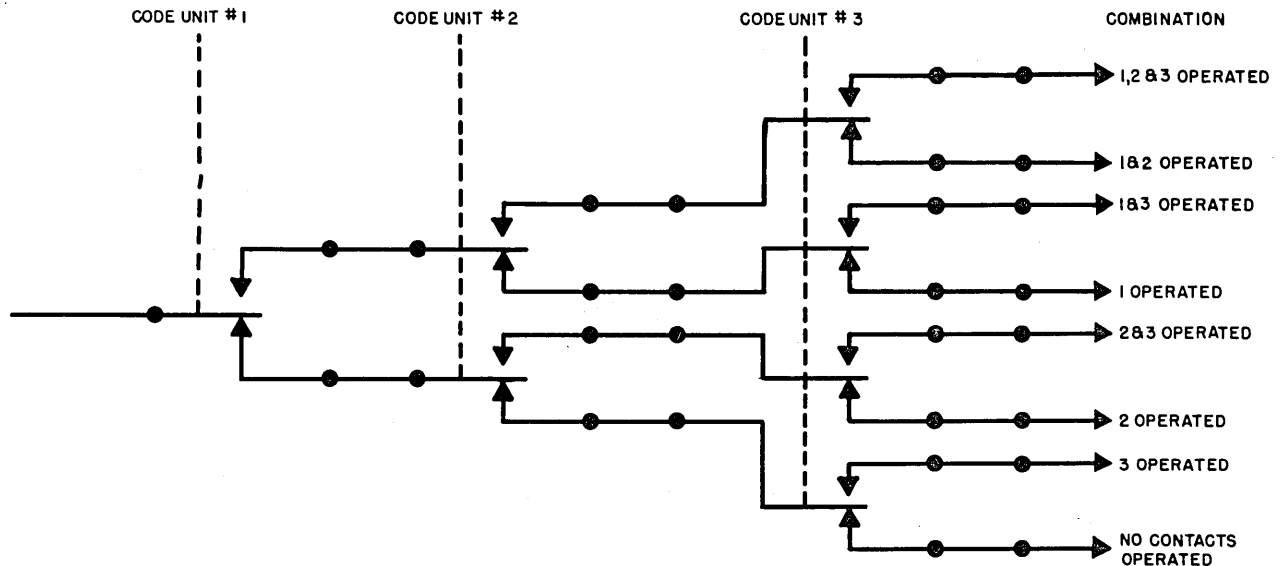 CODE UNIT #1
CODE UNIT #2
CODE UNIT #3
COMBINATION
1,2&3 OPERATED
1&2 OPERATED
1&3 OPERATED
1 OPERATED
2&3 OPERATED
2 OPERATED
3 OPERATED
NO CONTACTS
OPERATED